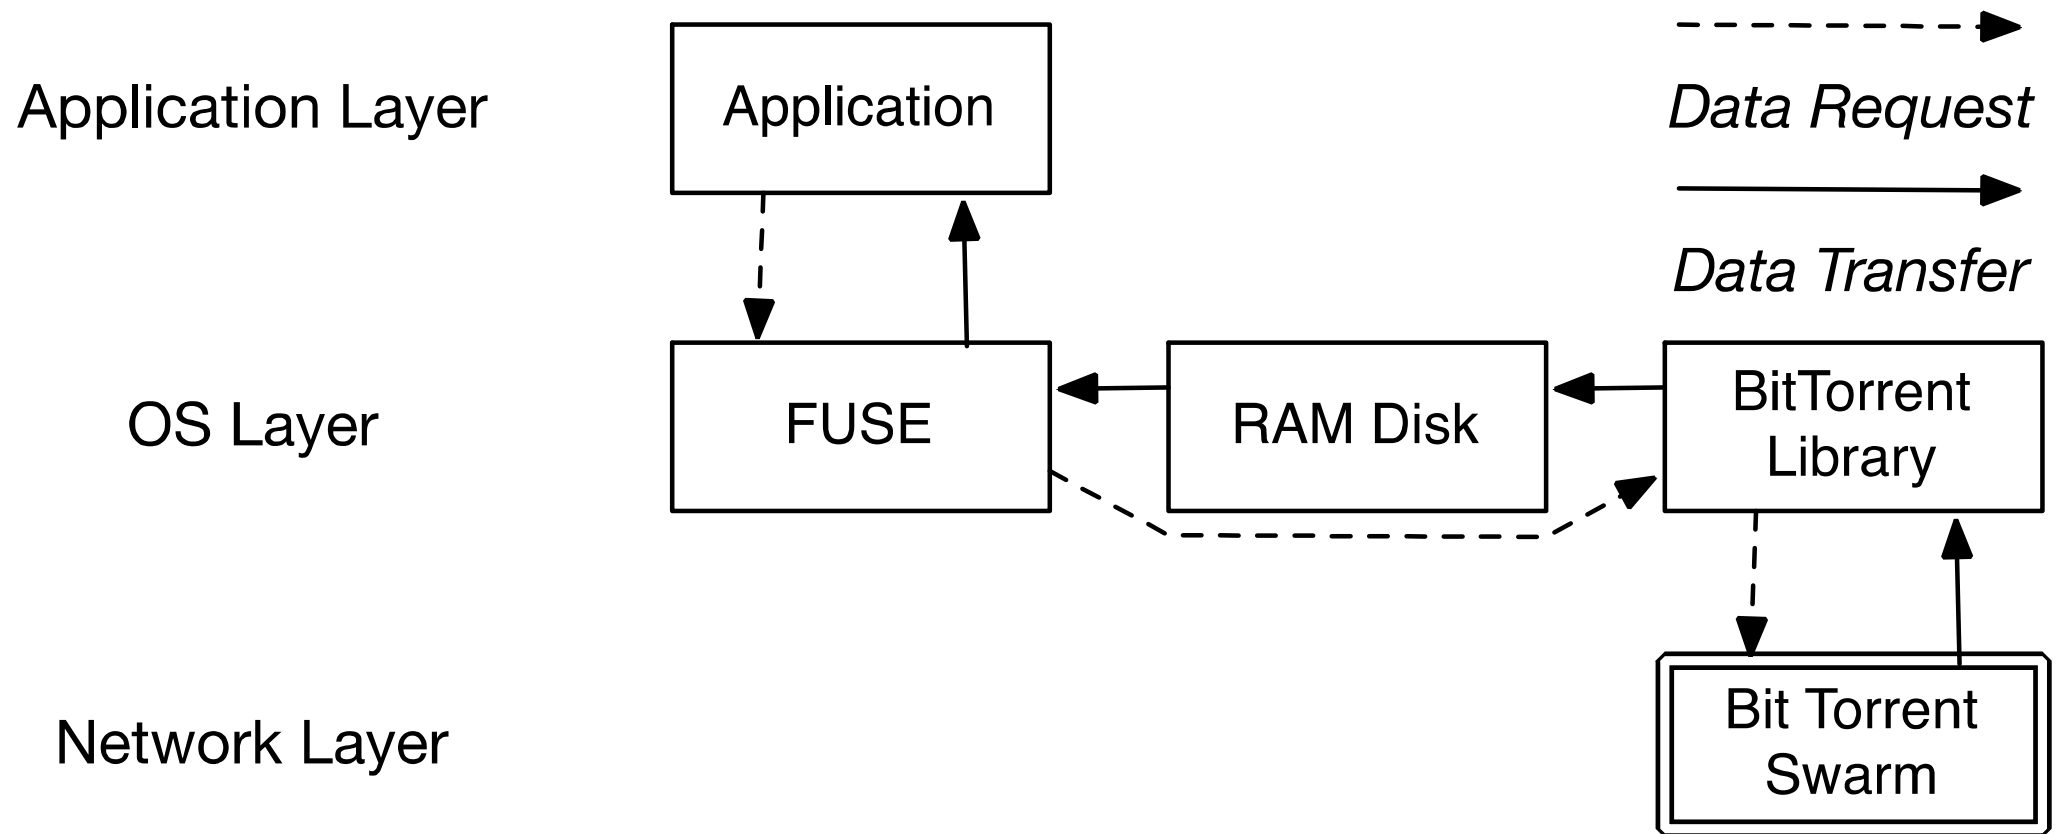 Application Layer
Application
Data Request
Data Transfer
OS Layer
FUSE
RAM Disk
BitTorrent
Library
Network Layer
Bit Torrent
Swarm